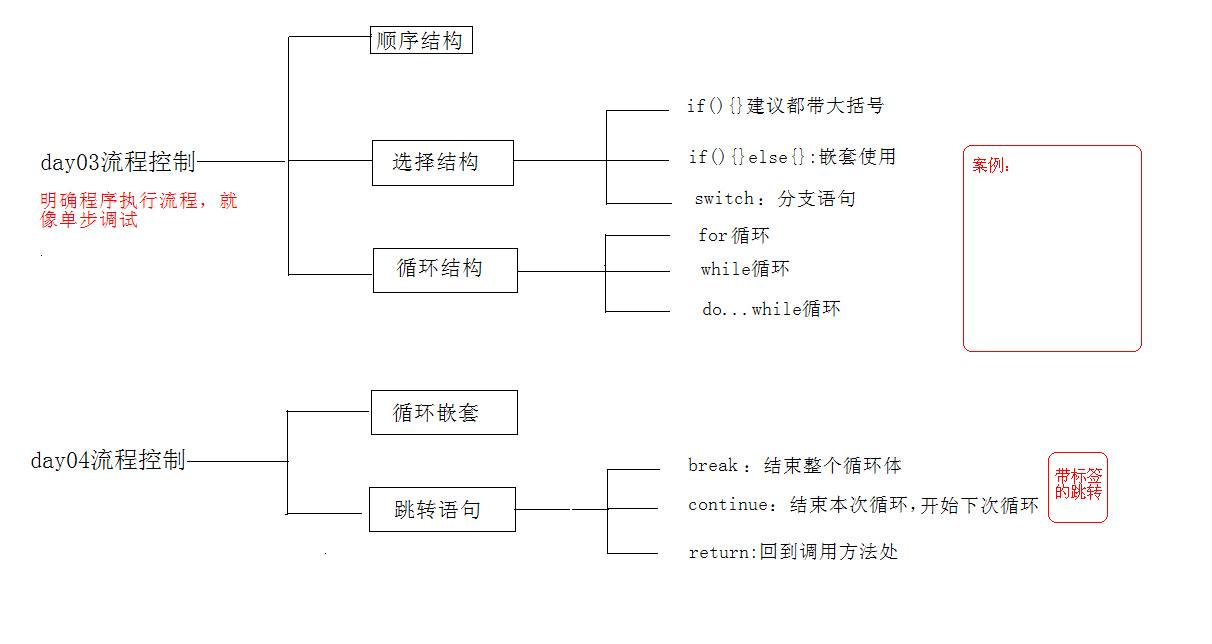 顺序结构
day03流程控制
明确程序执行流程，就
像单步调试
选择结构
if(){}建议都带大括号
if(){}else{}:嵌套使用
switch：分支语句
循环结构
for循环
while循环
do...while循环
案例：
day04流程控制
循环嵌套
跳转语句
break：结束整个循环体
continue：结束本次循环，开始下次循环
return:回到调用方法处
带标签
的跳转